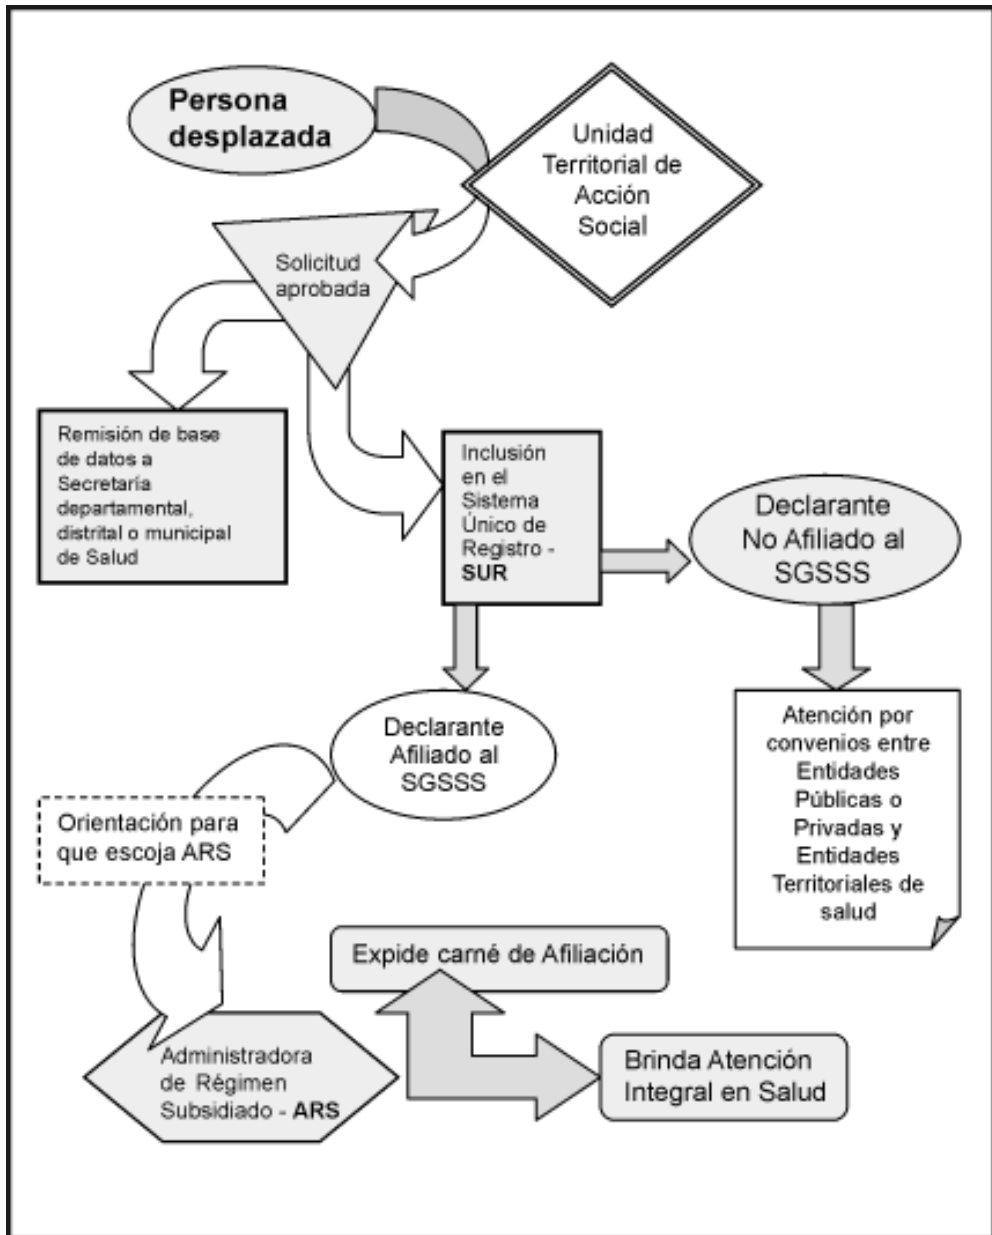 Persona
desplazada
Unidad
Territorial de
Acción
Social
Solicitud
aprobada
Remisión de base
de datos a
Secretaría
departamental,
distrital o municipal
de Salud
Inclusión
en el
Sistema
Único de
Registro -
SUR
Declarante
No Afiliado al
SGSSS
Declarante
Afiliado al
SGSSS
Atención por
convenios entre
Entidades
Públicas o
Privadas y
Entidades
Territoriales de
salud
Orientación para
que escoja ARS
Expide carné de Afiliación
Administradora
de Régimen
Subsidiado - ARS
Brinda Atención
Integral en Salud